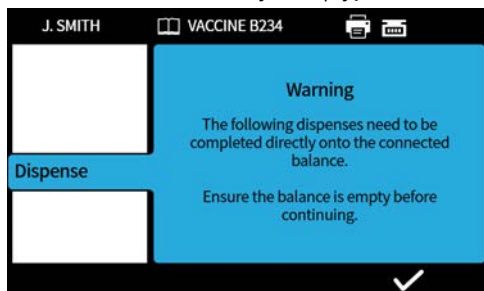 J. SMITH VACCINE B234
Warning
The following dispenses need to be
completed directly onto the connected
balance.
Dispense
Ensure the balance is empty before
continuing.